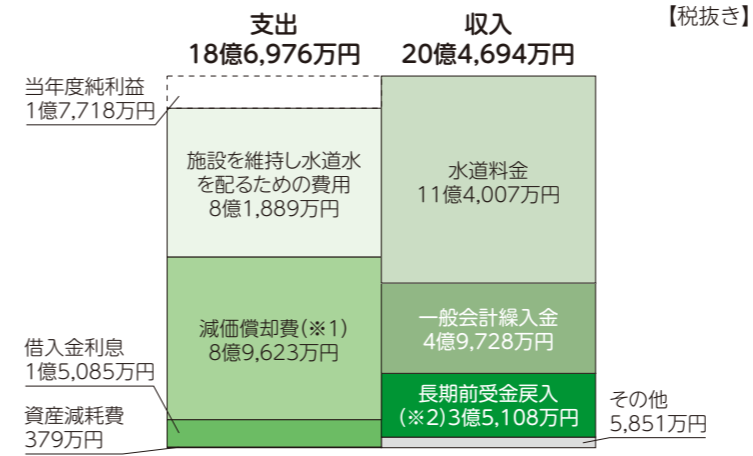 【税抜き】
支出
18億6,976万円
収入
20億4,694万円
当年度純利益
1億7,718万円
施設を維持し水道水
を配るための費用
8億1,889万円
減価償却費(※1)
8億9,623万円
借入金利息
1億5,085万円
資産減耗費
379万円
水道料金
11億4,007万円
一般会計繰入金
4億9,728万円
長期前受金戻入
(※2)3億5,108万円
その他
5,851万円